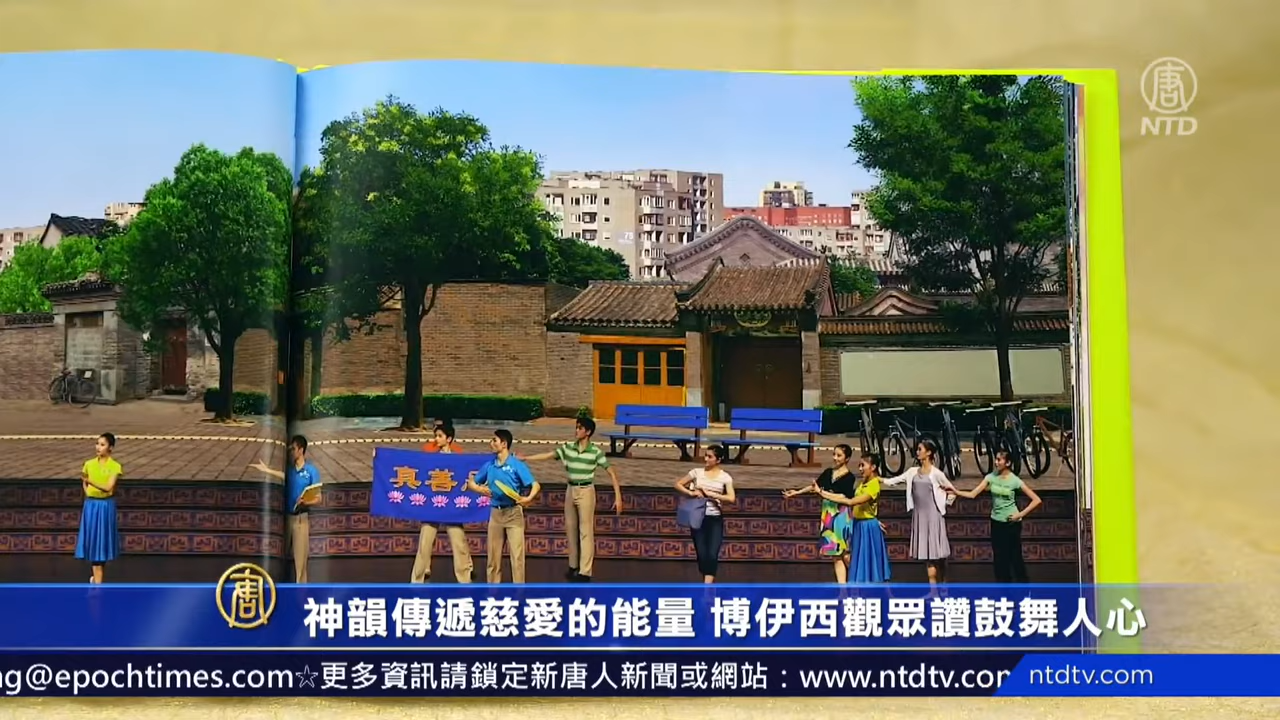 唐
NTD
真善
唐
神韻傳遞慈愛的能量 博伊西觀眾讚鼓舞人心
ng@epochtimes.com☆更多資訊請鎖定新唐人新聞或網站：www.ntdtv.com
ntdtv.com